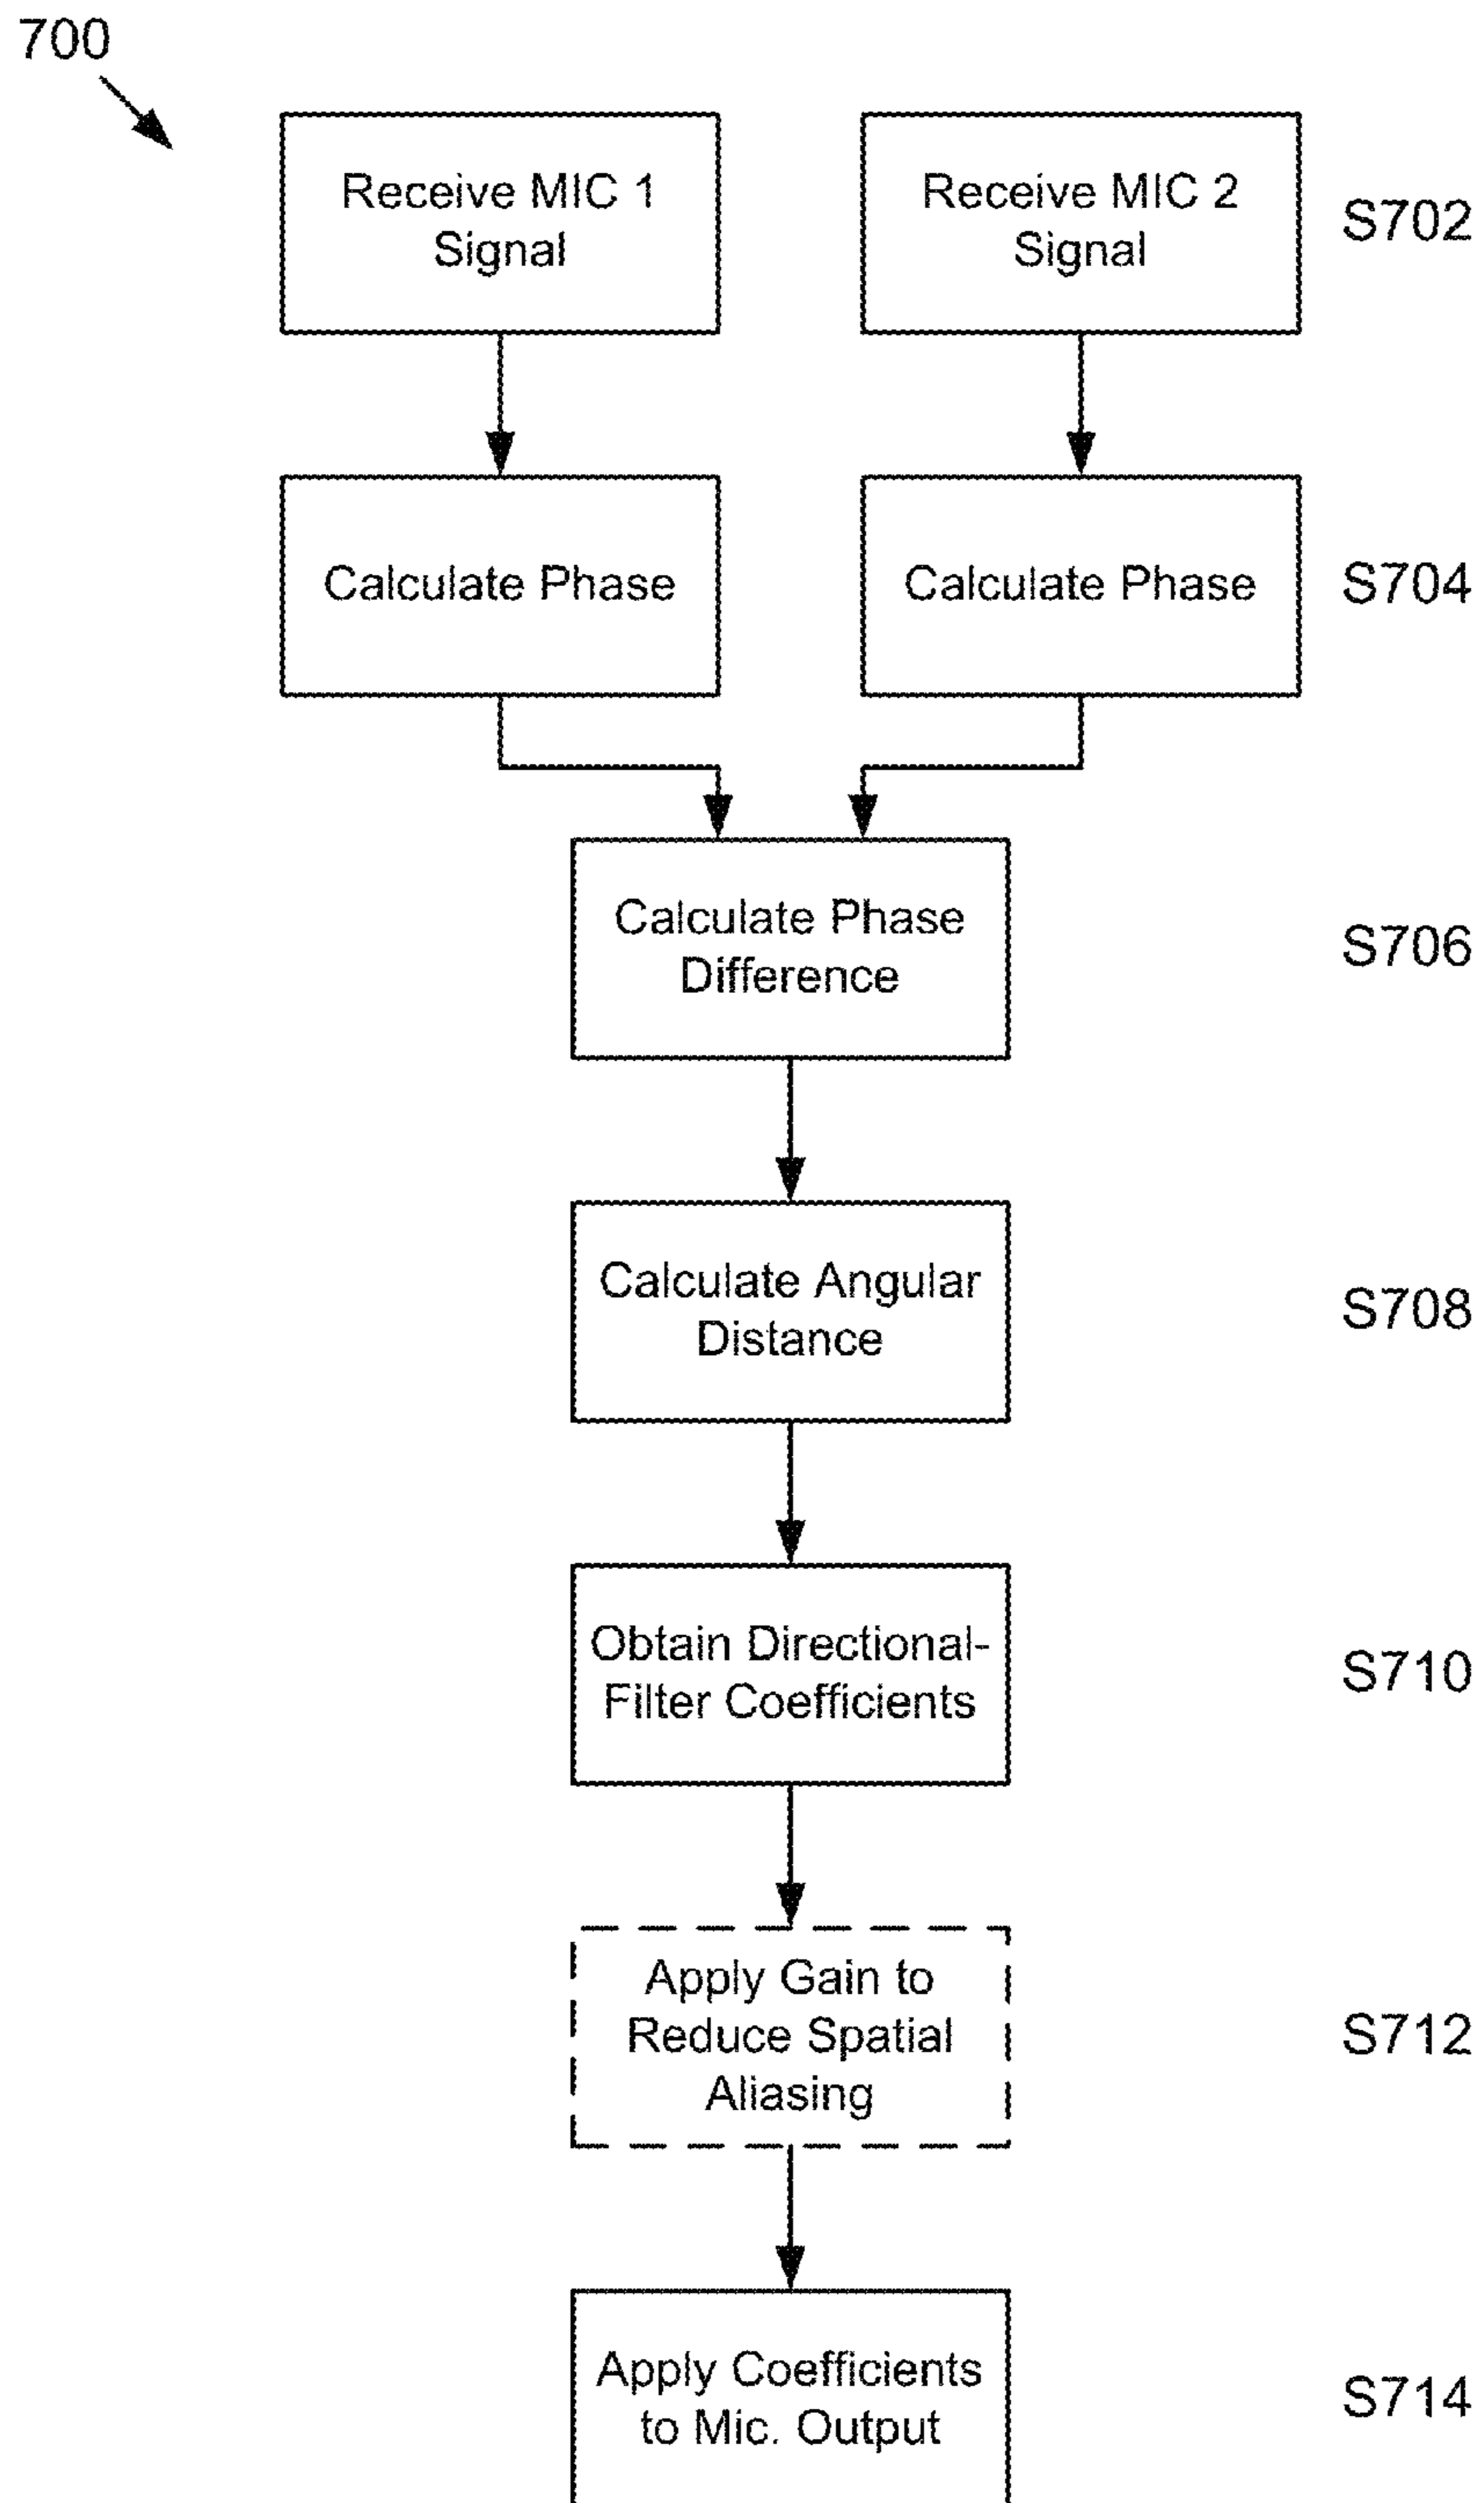 700
Receive MIC 1
Signal
Receive MIC 2
Signal
S702
Calculate Phase
Calculate Phase
S704
Calculate Phase
Difference
S706
Calculate Angular
Distance
S708
Obtain Directional-
Filter Coefficients
S710
Apply Gain to
Reduce Spatial
Aliasing
S712
Apply Coefficients
to Mic. Output
S714